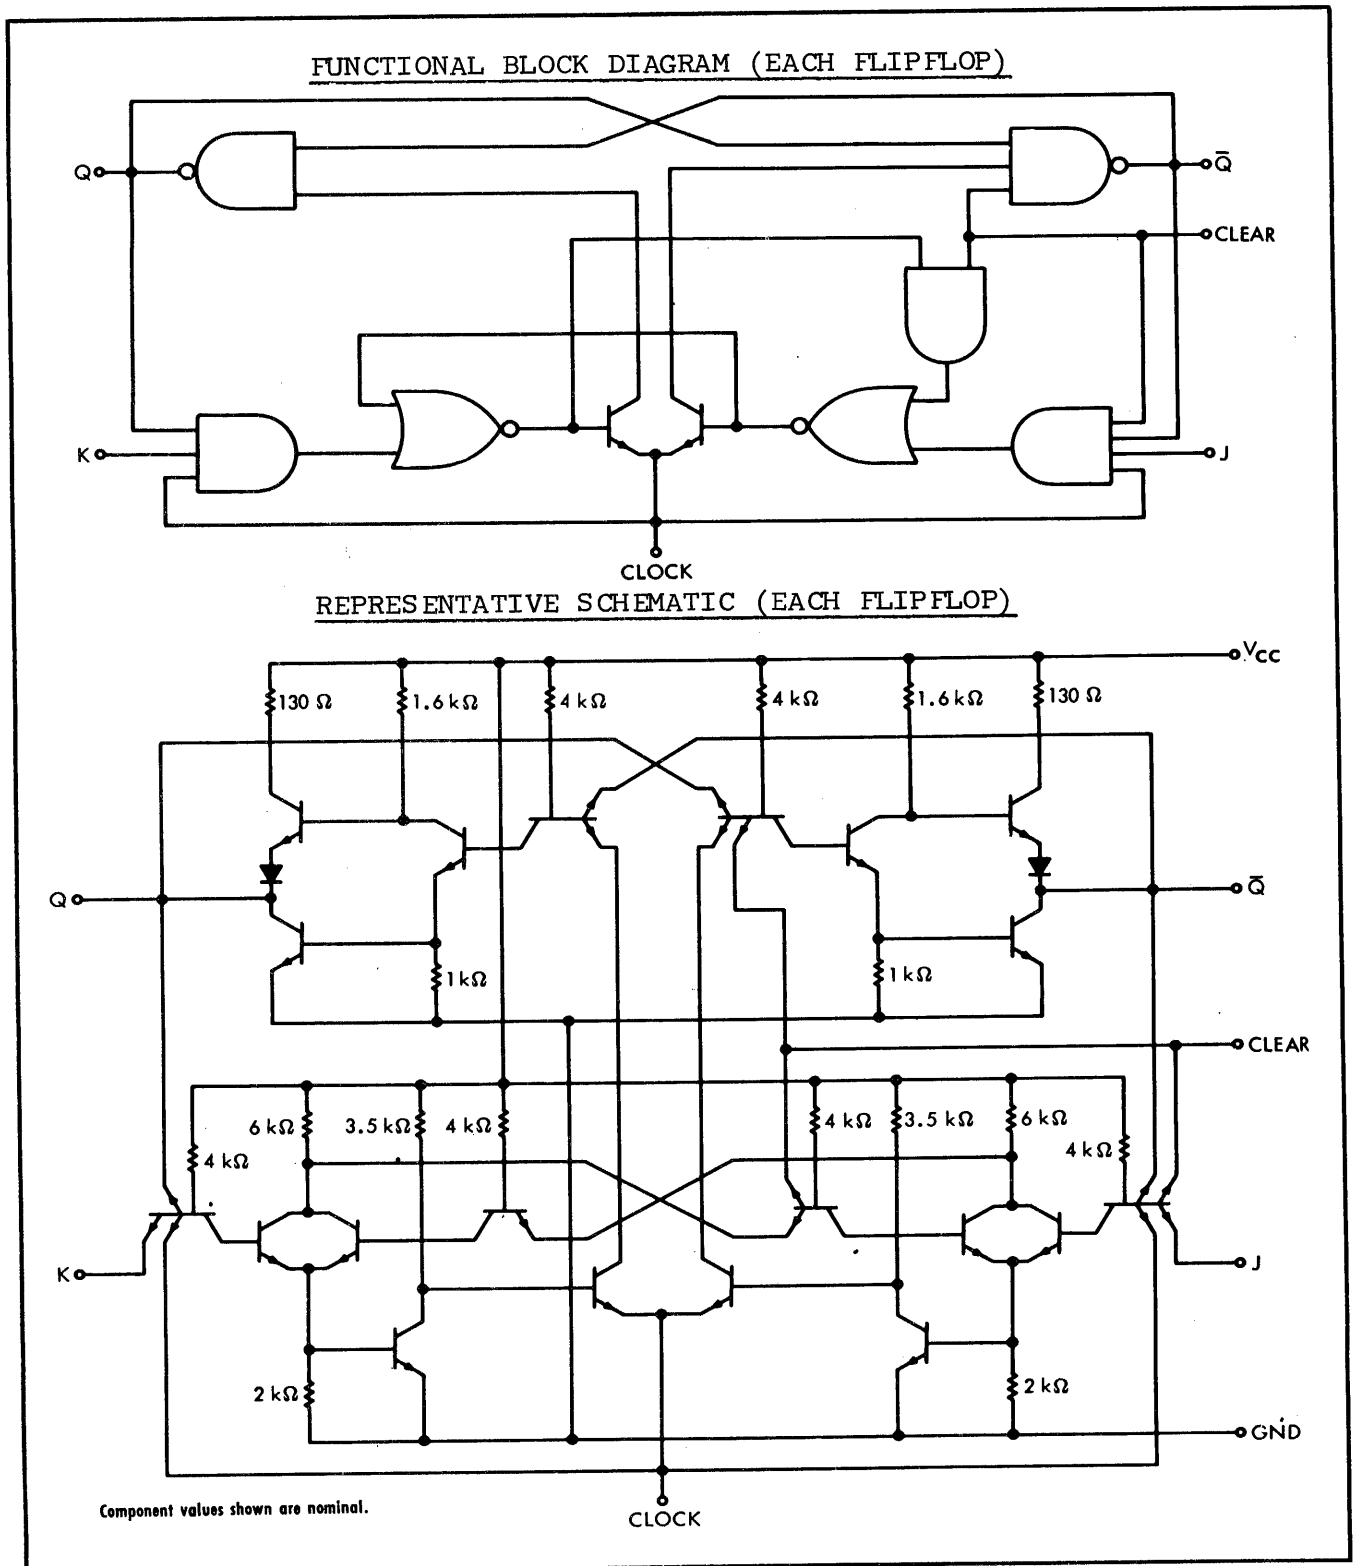 FUNCTIONAL BLOCK DIAGRAM (EACH FLIPFLOP)
Q
Q̄
CLEAR
K
J
CLOCK
REPRESENTATIVE SCHEMATIC (EACH FLIPFLOP)
VCC
130 Ω
1.6 kΩ
4 kΩ
4 kΩ
1.6 kΩ
130 Ω
Q
Q̄
1 kΩ
1 kΩ
CLEAR
6 kΩ
3.5 kΩ
4 kΩ
4 kΩ
3.5 kΩ
6 kΩ
4 kΩ
4 kΩ
K
J
2 kΩ
2 kΩ
GND
Component values shown are nominal.
CLOCK